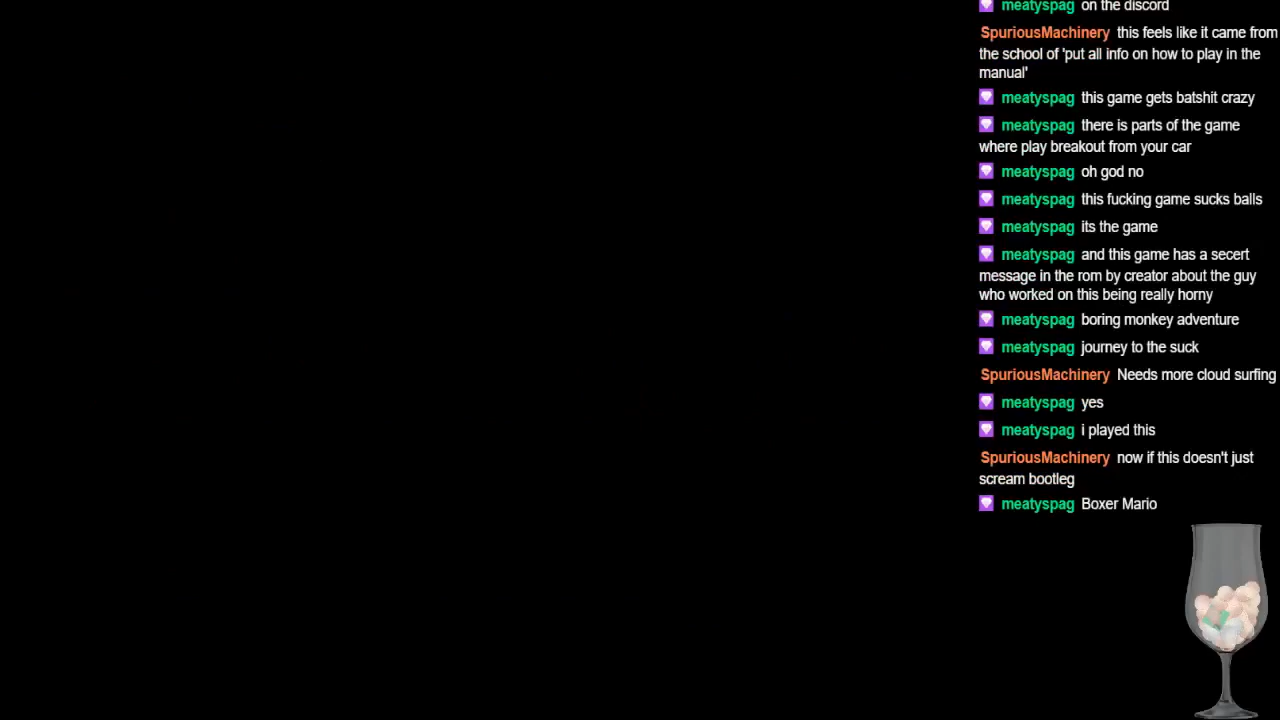 meatyspag on the discord
SpuriousMachinery this feels like it came from
the school of 'put all info on how to play in the
manual'
meatyspag this game gets batshit crazy
meatyspag there is parts of the game
where play breakout from your car
meatyspag oh god no
meatyspag this fucking game sucks balls
meatyspag its the game
meatyspag and this game has a secert
message in the rom by creator about the guy
who worked on this being really horny
meatyspag boring monkey adventure
meatyspag journey to the suck
SpuriousMachinery Needs more cloud surfing
meatyspag yes
meatyspag i played this
SpuriousMachinery now if this doesn't just
scream bootleg
meatyspag Boxer Mario